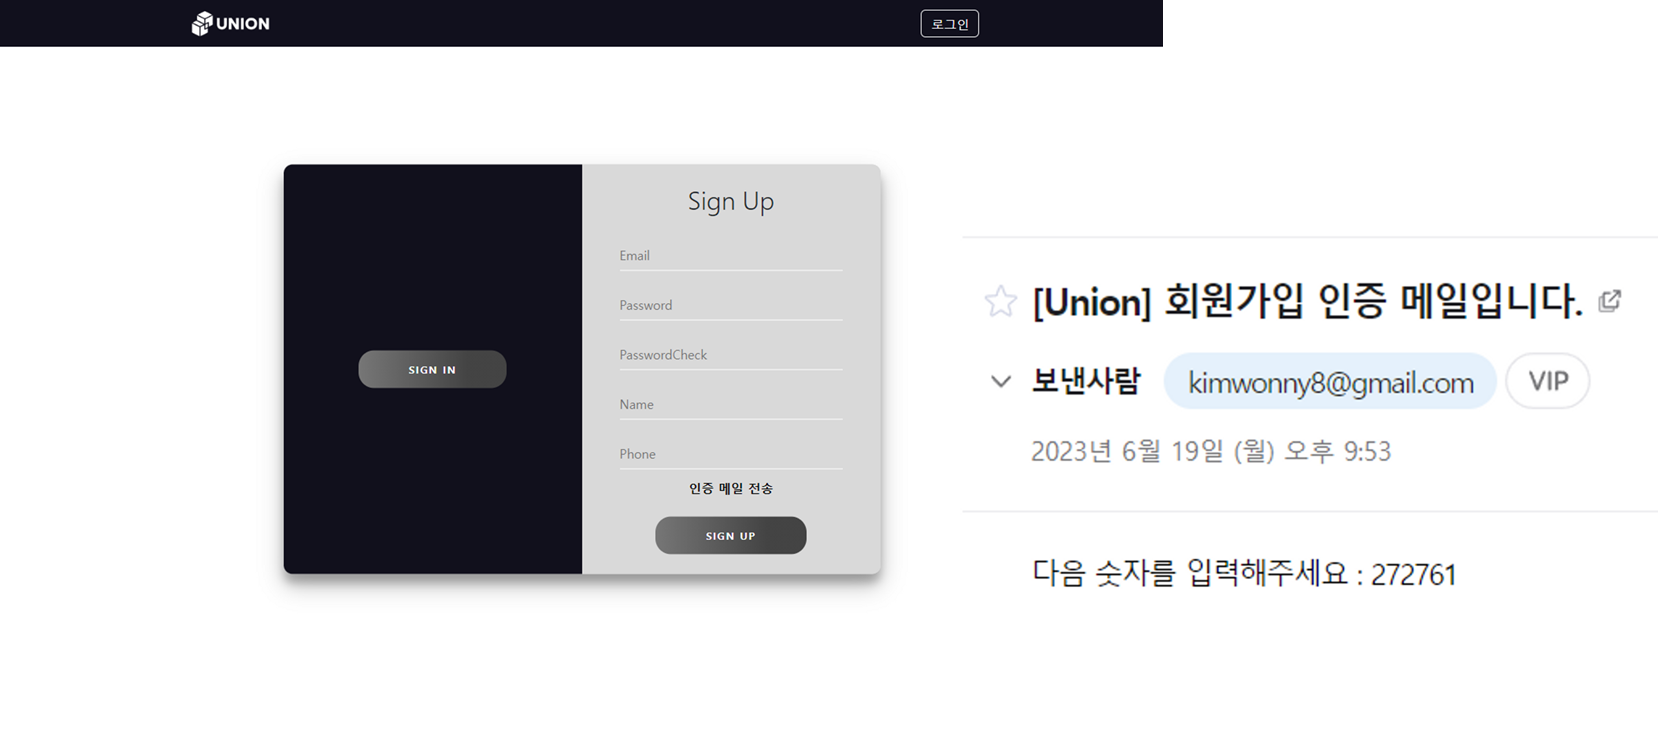 UNION
로그인
SIGN IN
Sign Up
Email
Password
PasswordCheck
Name
Phone
인증 메일 전송
SIGN UP
[Union] 회원가입 인증 메일입니다.
보낸사람 kimwonny8@gmail.com VIP
2023년 6월 19일 (월) 오후 9:53
다음 숫자를 입력해주세요 : 272761